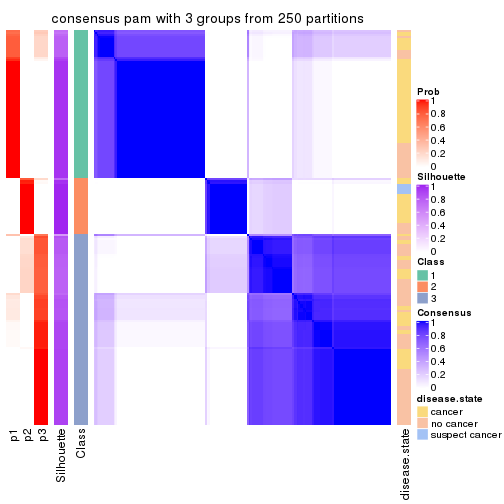 consensus pam with 3 groups from 250 partitions
Prob
1
0.8
0.6
0.4
0.2
0
Silhouette
1
0.8
0.6
0.4
0.2
0
Class
1
2
3
Consensus
1
0.8
0.6
0.4
0.2
0
disease.state
cancer
no cancer
suspect cancer
p1
p2
p3
Silhouette
Class
disease.state